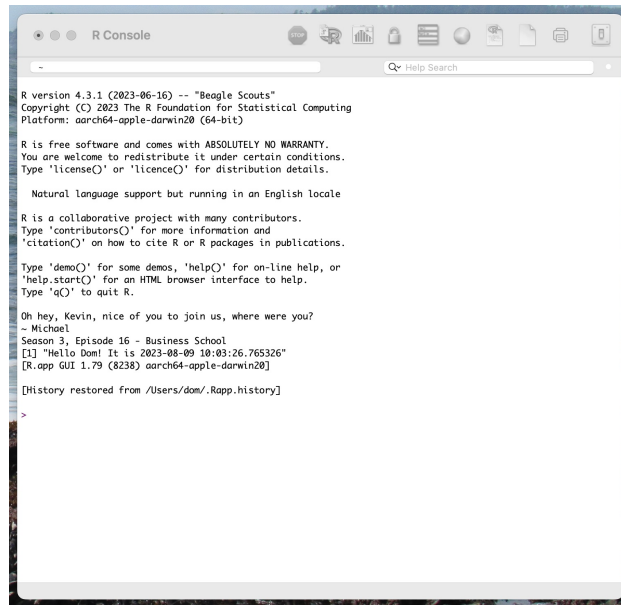 R Console
STOP
~
Help Search
R version 4.3.1 (2023-06-16) -- "Beagle Scouts"
Copyright (C) 2023 The R Foundation for Statistical Computing
Platform: aarch64-apple-darwin20 (64-bit)
R is free software and comes with ABSOLUTELY NO WARRANTY.
You are welcome to redistribute it under certain conditions.
Type 'license()' or 'licence()' for distribution details.
Natural language support but running in an English locale
R is a collaborative project with many contributors.
Type 'contributors()' for more information and
'citation()' on how to cite R or R packages in publications.
Type 'demo()' for some demos, 'help()' for on-line help, or
'help.start()' for an HTML browser interface to help.
Type 'q()' to quit R.
Oh hey, Kevin, nice of you to join us, where were you?
~ Michael
Season 3, Episode 16 - Business School
[1] "Hello Dom! It is 2023-08-09 10:03:26.765326"
[R.app GUI 1.79 (8238) aarch64-apple-darwin20]
[History restored from /Users/dom/.Rapp.history]
>